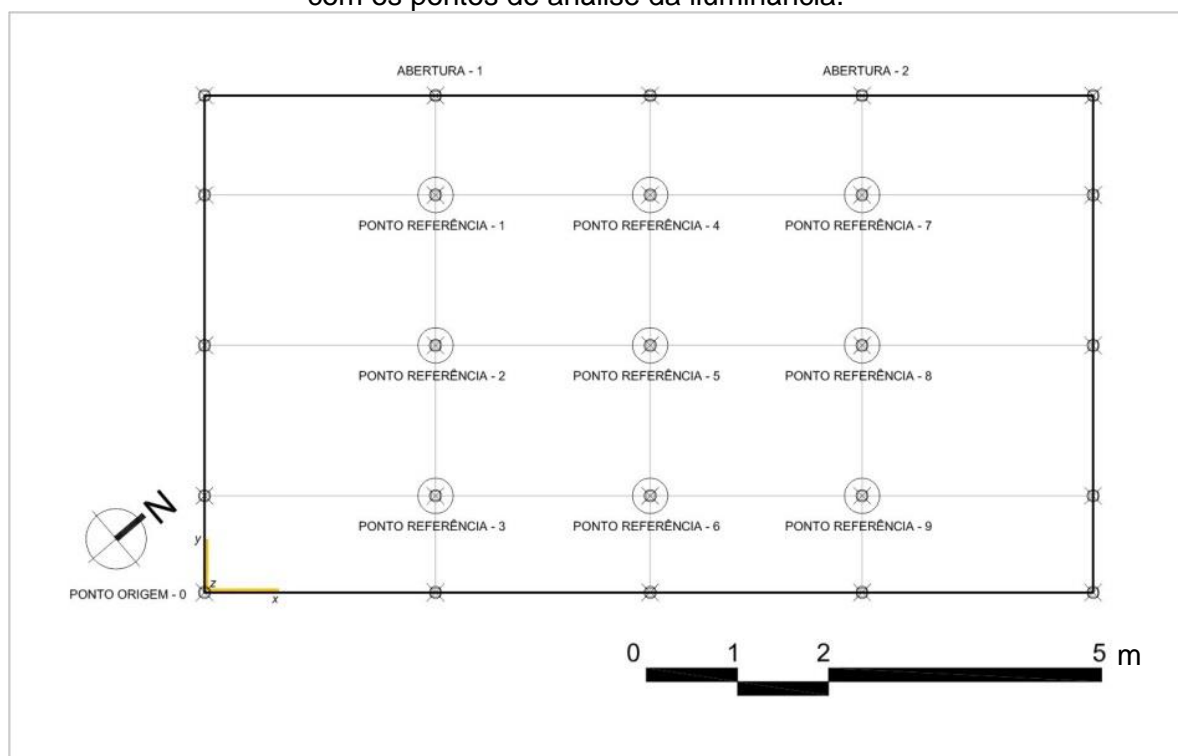 com os pontos de análise da iluminância.
ABERTURA - 1
ABERTURA - 2
PONTO REFERÊNCIA - 1
PONTO REFERÊNCIA - 4
PONTO REFERÊNCIA - 7
PONTO REFERÊNCIA - 2
PONTO REFERÊNCIA - 5
PONTO REFERÊNCIA - 8
N
PONTO REFERÊNCIA - 3
PONTO REFERÊNCIA - 6
PONTO REFERÊNCIA - 9
y
z
x
PONTO ORIGEM - 0
0 1 2 5 m